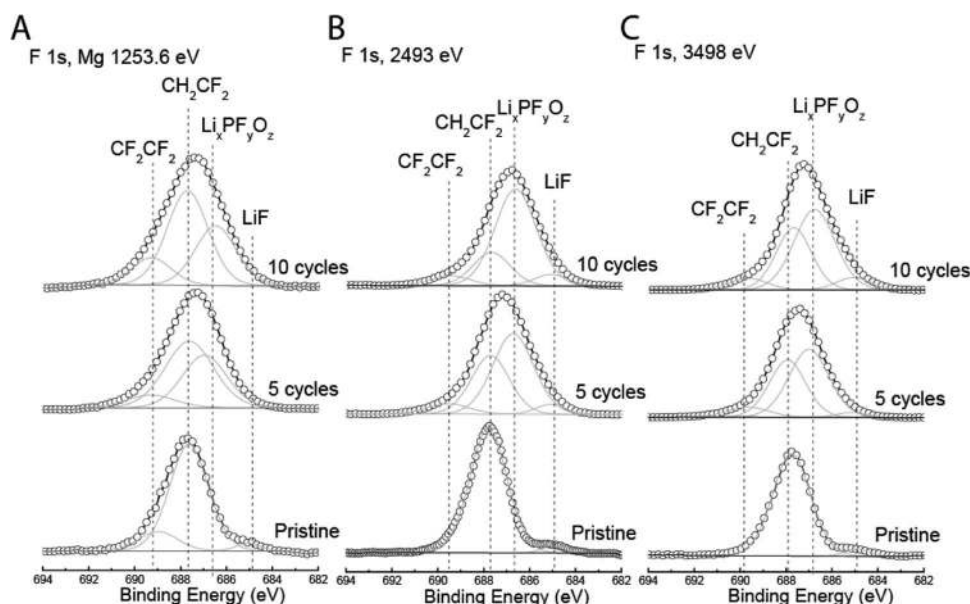 A
F 1s, Mg 1253.6 eV
CH₂CF₂
LiₓPFᵧO_z
CF₂CF₂
LiF
10 cycles
5 cycles
Pristine
694 692 690 688 686 684 682
Binding Energy (eV)
B
F 1s, 2493 eV
LiₓPFᵧO_z
CH₂CF₂
CF₂CF₂
LiF
10 cycles
5 cycles
Pristine
694 692 690 688 686 684 682
Binding Energy (eV)
C
F 1s, 3498 eV
LiₓPFᵧO_z
CH₂CF₂
CF₂CF₂
LiF
10 cycles
5 cycles
Pristine
694 692 690 688 686 684 682
Binding Energy (eV)